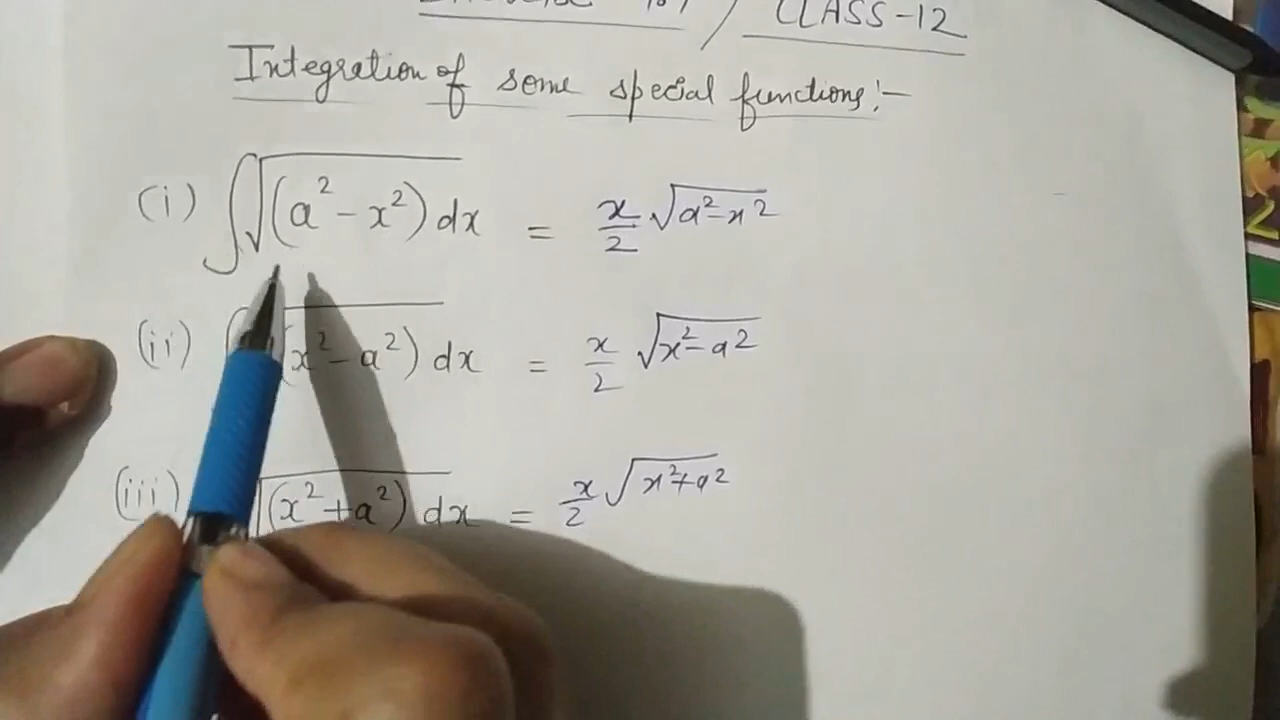 CLASS-12
Integration of some special functions:-
(i) ∫√(a² - x²) dx = x/2 √a²-x²
(ii) (x² - a²) dx = x/2 √x²-a²
(iii) √(x² + a²) dx = x/2 √x²+a²